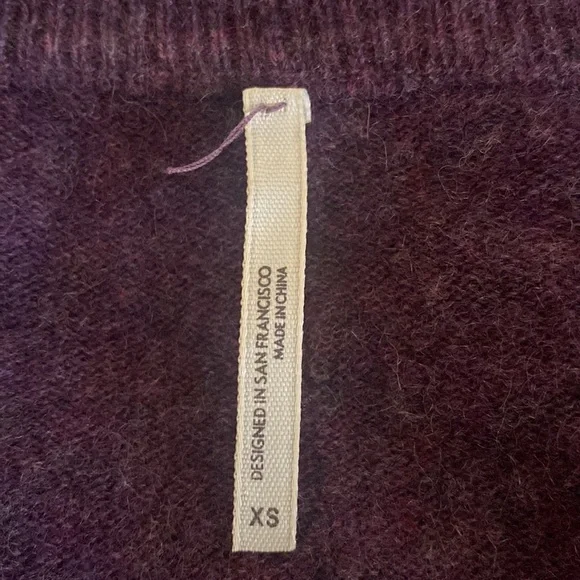 DESIGNED IN SAN FRANCISCO
MADE IN CHINA
XS